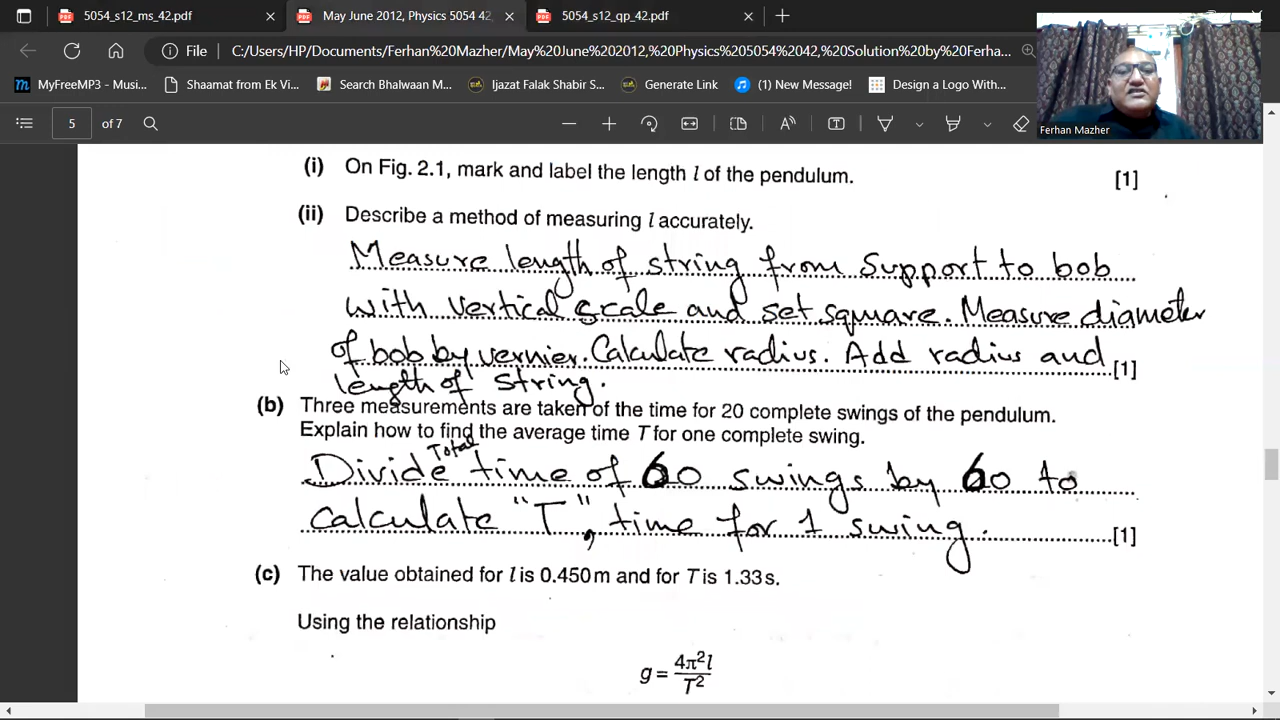 5054_s12_ms_42.pdf
May June 2012, Physics 5054 42
5054_s12_qp_42.pdf
File C:/Users/HP/Documents/Ferhan%20Mazher/May%20June%202012,%20Physics%205054%2042,%20Solution%20by%20Ferha...
MyFreeMP3 - Musi...
Shaamat from Ek Vi...
Search Bhalwaan M...
Ijazat Falak Shabir S...
Generate Link
(1) New Message!
Design a Logo With...
5 of 7
Ferhan Mazher
(i) On Fig. 2.1, mark and label the length l of the pendulum. [1]
(ii) Describe a method of measuring l accurately.
Measure length of string from support to bob
with vertical scale and set square. Measure diameter
of bob by vernier. Calculate radius. Add radius and [1]
length of string.
(b) Three measurements are taken of the time for 20 complete swings of the pendulum.
Explain how to find the average time T for one complete swing.
Total
Divide time of 60 swings by 60 to
calculate "T", time for 1 swing. [1]
(c) The value obtained for l is 0.450 m and for T is 1.33 s.
Using the relationship
g = 4π²l / T²